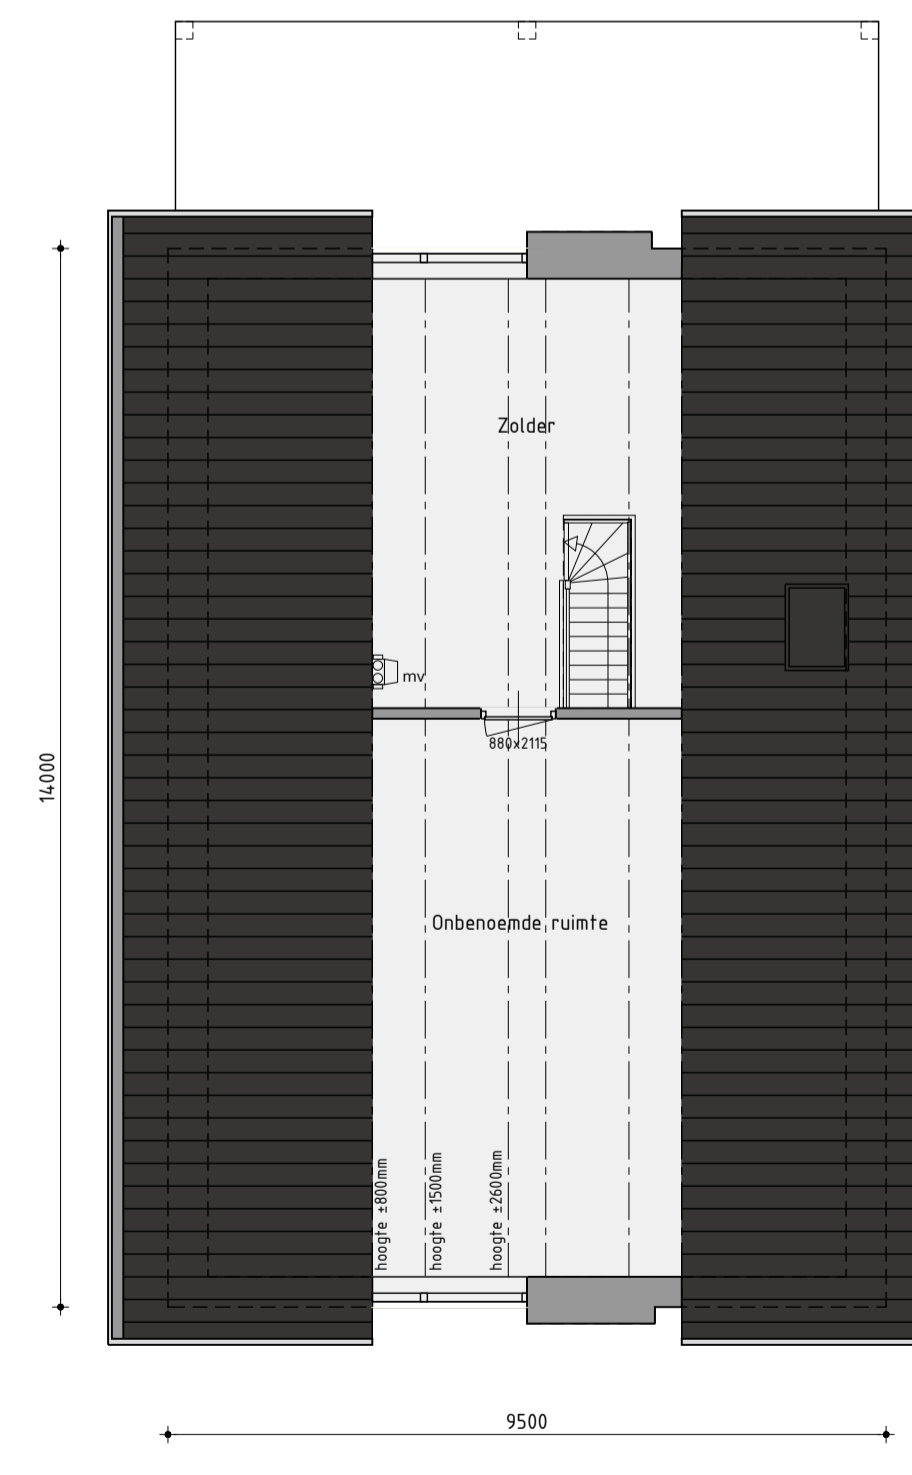 Zolder
mv
880x2115
14000
Onbenoemde ruimte
hoogte ±800mm
hoogte ±1500mm
hoogte ±2600mm
9500